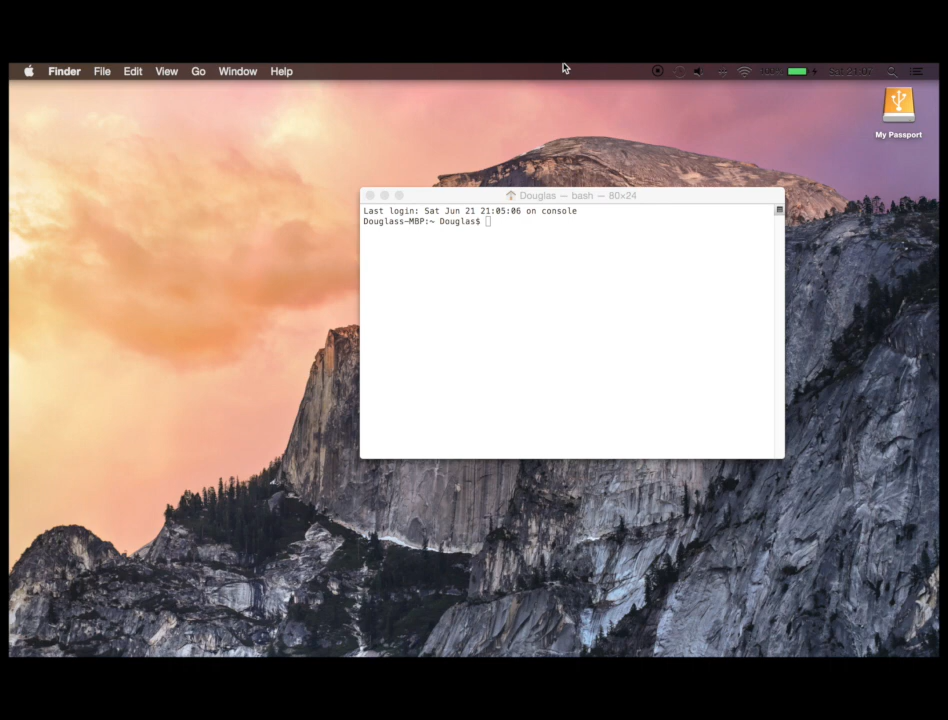 Finder File Edit View Go Window Help
My Passport
Douglas — bash — 80×24
Last login: Sat Jun 21 21:05:06 on console
Douglass-MBP:~ Douglas$